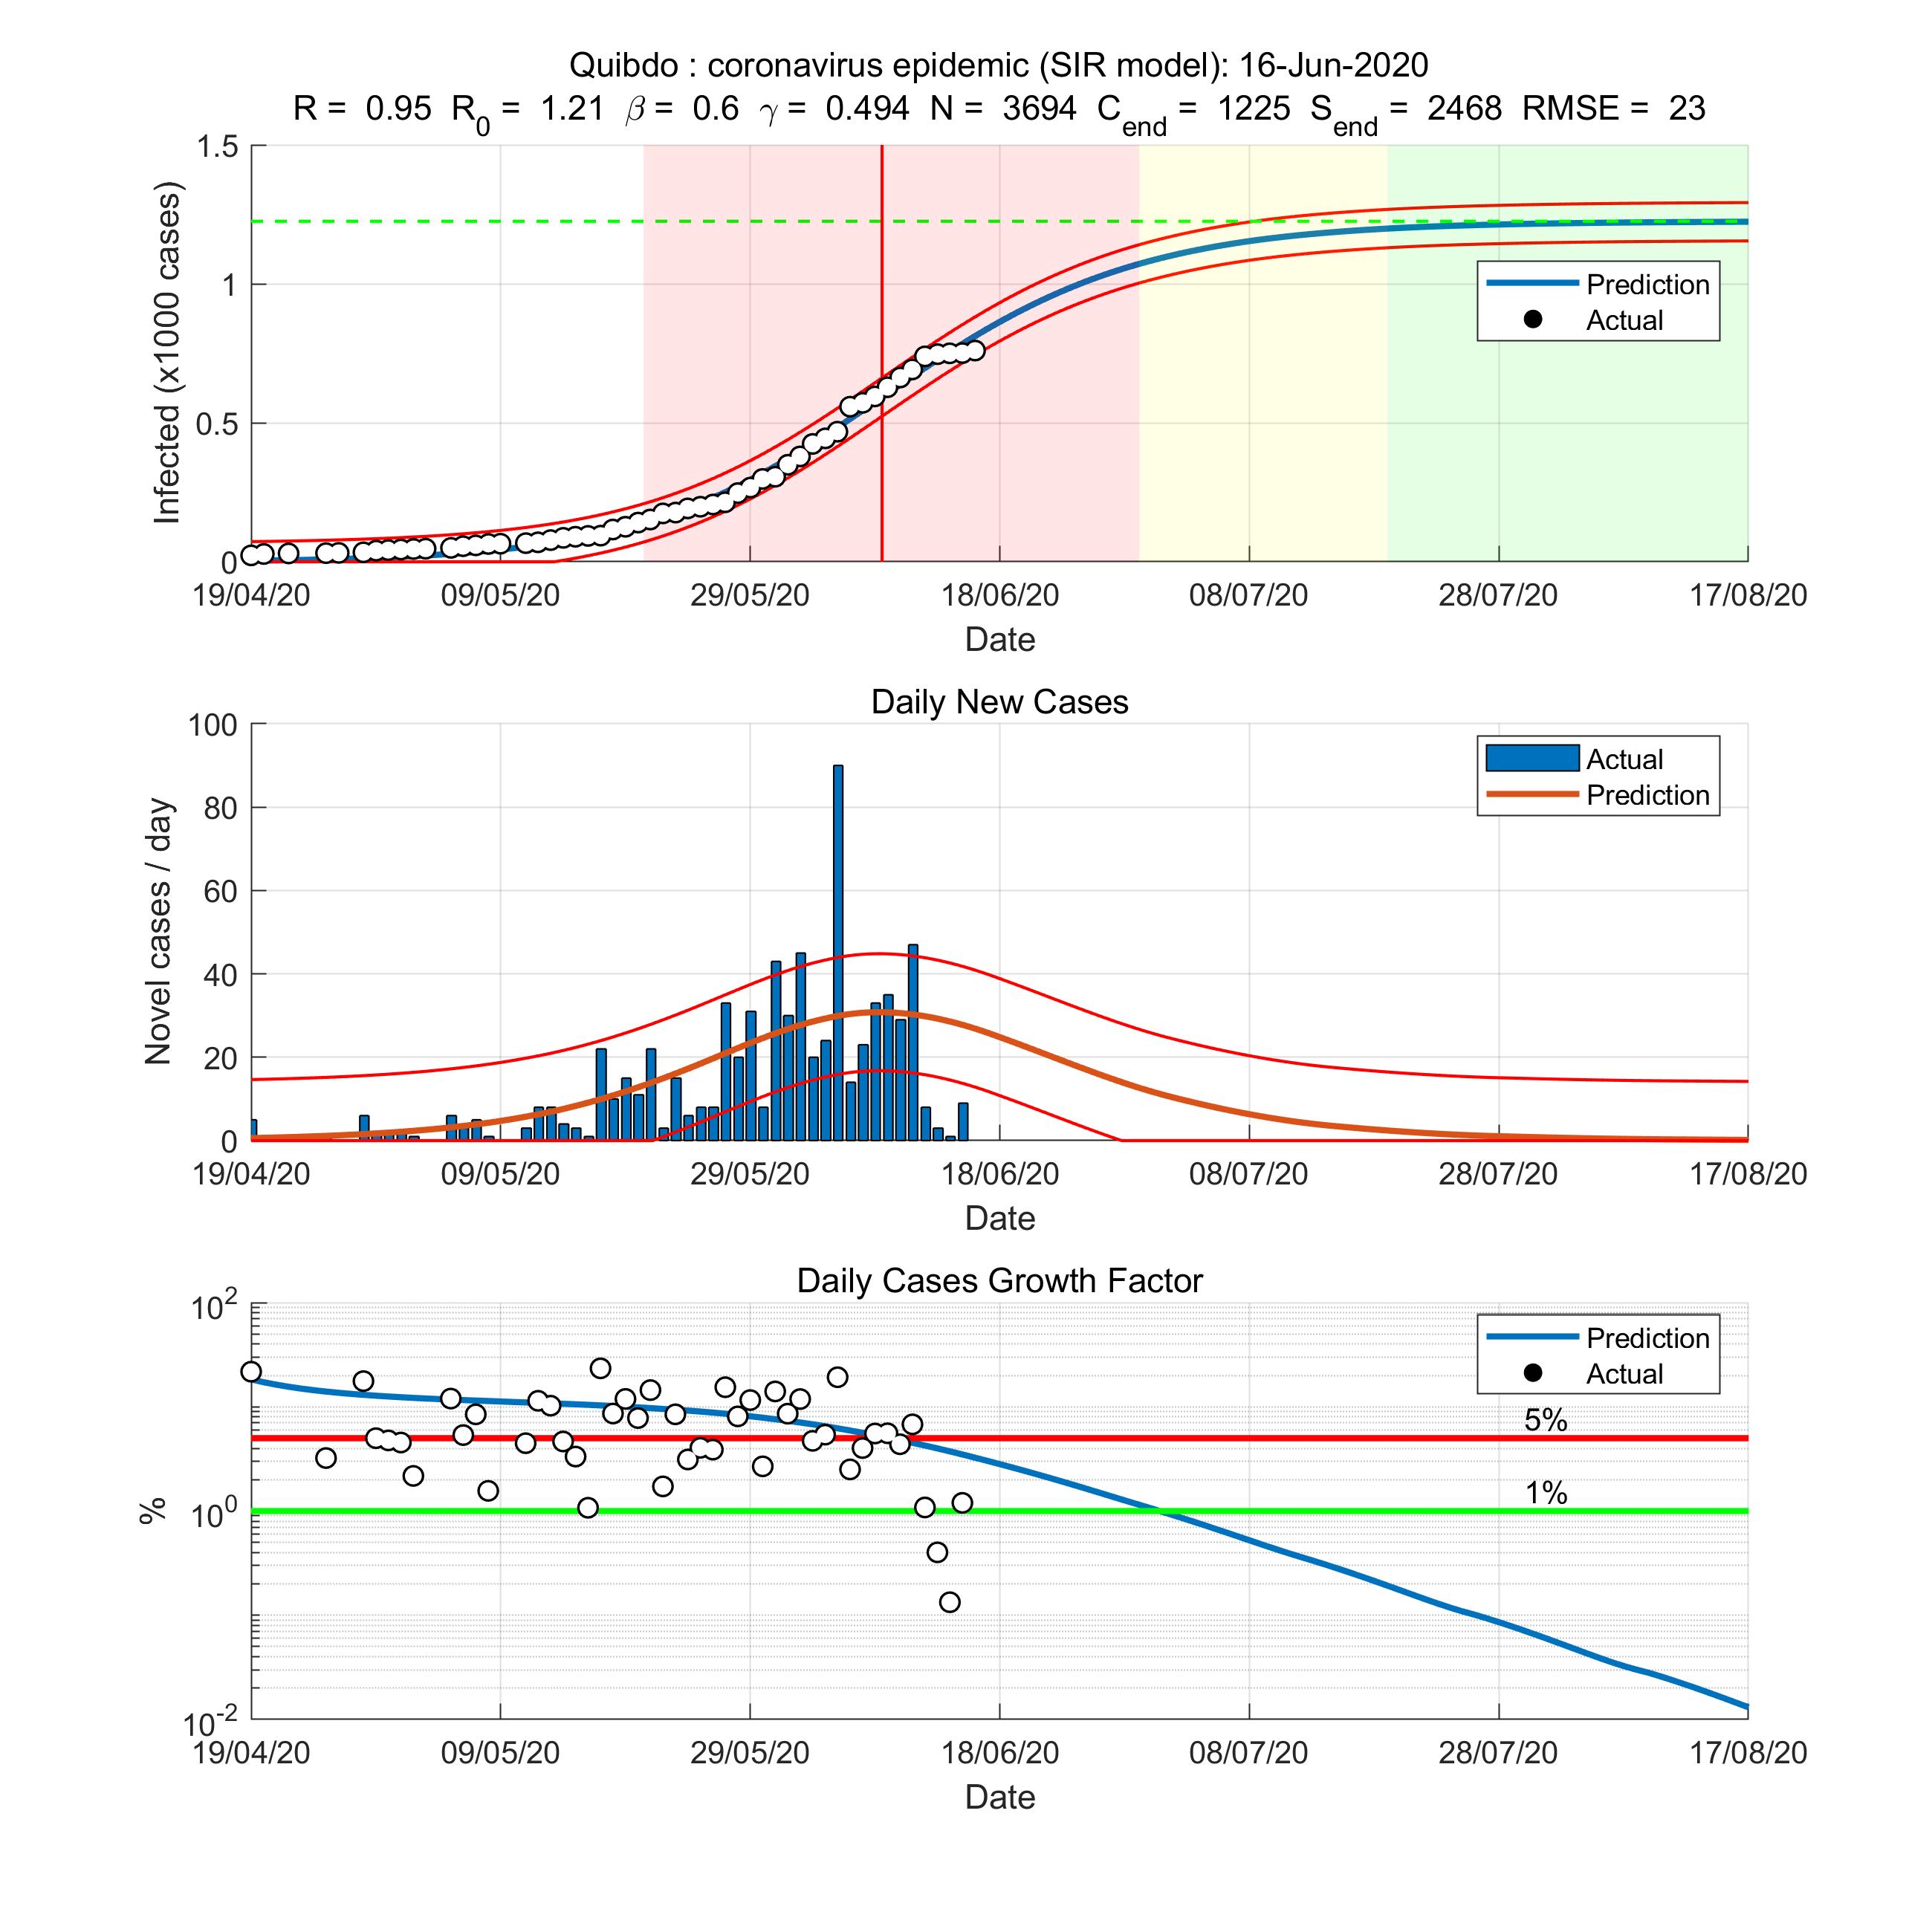 Quibdo : coronavirus epidemic (SIR model): 16-Jun-2020
R = 0.95 R0 = 1.21 β = 0.6 γ = 0.494 N = 3694 Cend = 1225 Send = 2468 RMSE = 23
1.5
1
0.5
0
Infected (x1000 cases)
Prediction
Actual
19/04/20 09/05/20 29/05/20 18/06/20 08/07/20 28/07/20 17/08/20
Date
Daily New Cases
100
80
60
40
20
0
Novel cases / day
Actual
Prediction
19/04/20 09/05/20 29/05/20 18/06/20 08/07/20 28/07/20 17/08/20
Date
Daily Cases Growth Factor
10^2
10^0
10^-2
%
Prediction
Actual
5%
1%
19/04/20 09/05/20 29/05/20 18/06/20 08/07/20 28/07/20 17/08/20
Date